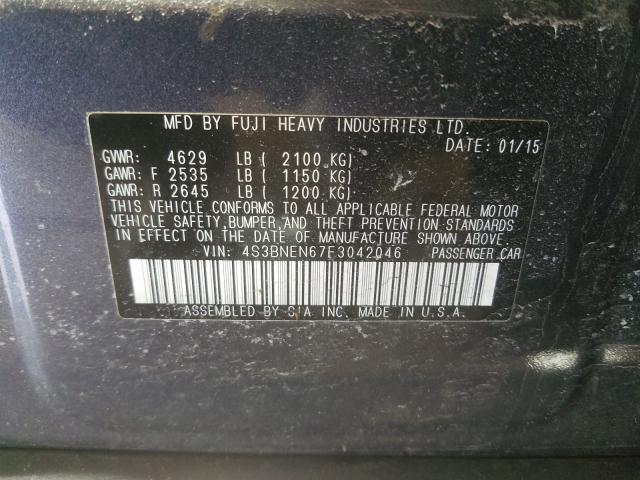 MFD BY FUJI HEAVY INDUSTRIES LTD.
DATE: 01/15
GVWR: 4629 LB ( 2100 KG)
GAWR: F 2535 LB ( 1150 KG)
GAWR: R 2645 LB ( 1200 KG)
THIS VEHICLE CONFORMS TO ALL APPLICABLE FEDERAL MOTOR
VEHICLE SAFETY, BUMPER, AND THEFT PREVENTION STANDARDS
IN EFFECT ON THE DATE OF MANUFACTURE SHOWN ABOVE.
VIN: 4S3BNEN67F3042046 PASSENGER CAR
ASSEMBLED BY SIA INC. MADE IN U.S.A.